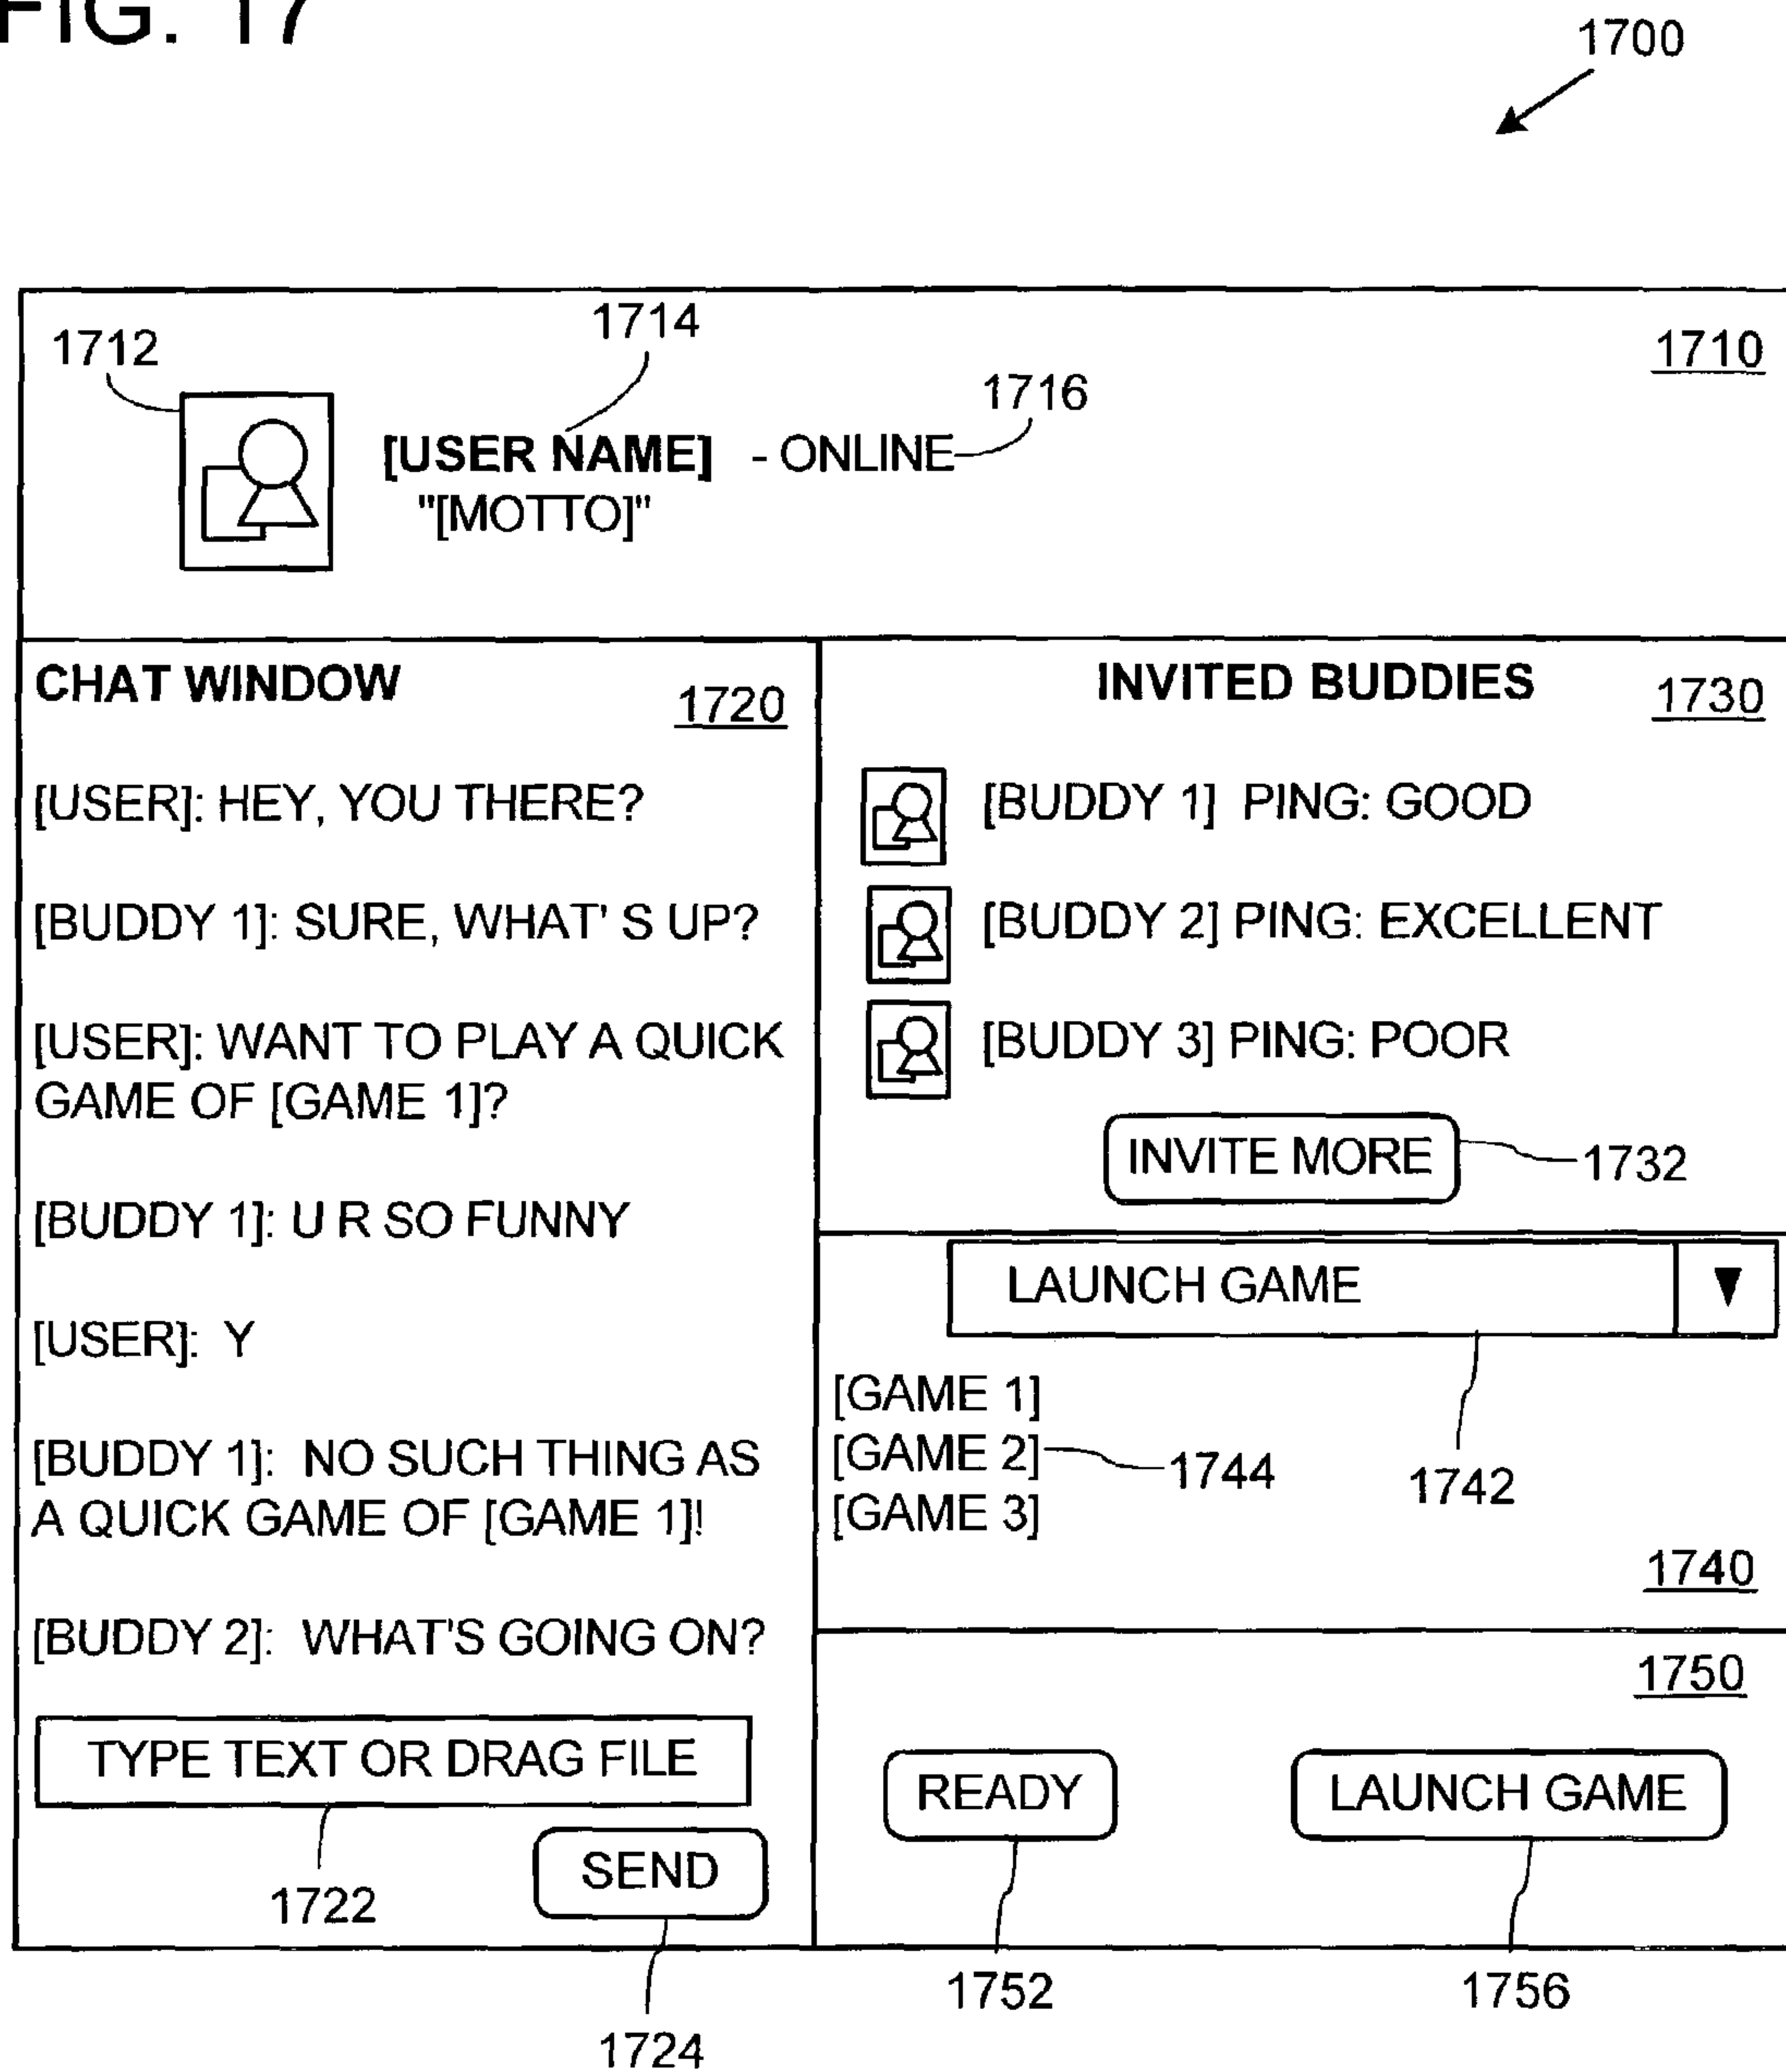 FIG. 17
1700
1712
1714
1716
1710
[USER NAME] - ONLINE
"[MOTTO]"
CHAT WINDOW
1720
[USER]: HEY, YOU THERE?
[BUDDY 1]: SURE, WHAT' S UP?
[USER]: WANT TO PLAY A QUICK
GAME OF [GAME 1]?
[BUDDY 1]: U R SO FUNNY
[USER]: Y
[BUDDY 1]: NO SUCH THING AS
A QUICK GAME OF [GAME 1]!
[BUDDY 2]: WHAT'S GOING ON?
TYPE TEXT OR DRAG FILE
1722
SEND
1724
INVITED BUDDIES
1730
[BUDDY 1] PING: GOOD
[BUDDY 2] PING: EXCELLENT
[BUDDY 3] PING: POOR
INVITE MORE
1732
LAUNCH GAME
[GAME 1]
[GAME 2]
1744
1742
[GAME 3]
1740
1750
READY
LAUNCH GAME
1752
1756